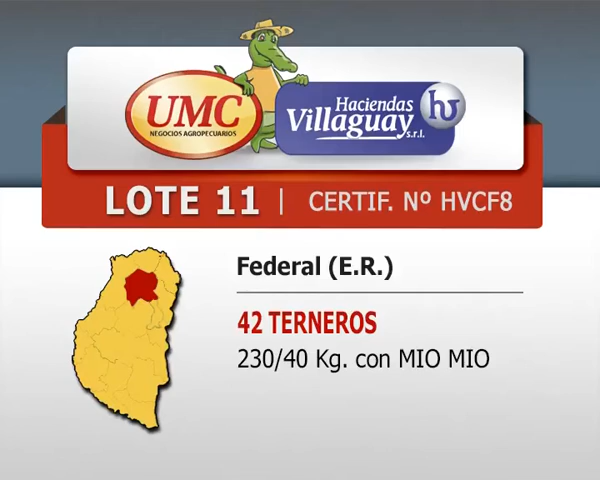 UMC
NEGOCIOS AGROPECUARIOS
Haciendas
Villaguay
s.r.l.
hv
LOTE 11 | CERTIF. Nº HVCF8
Federal (E.R.)
42 TERNEROS
230/40 Kg. con MIO MIO